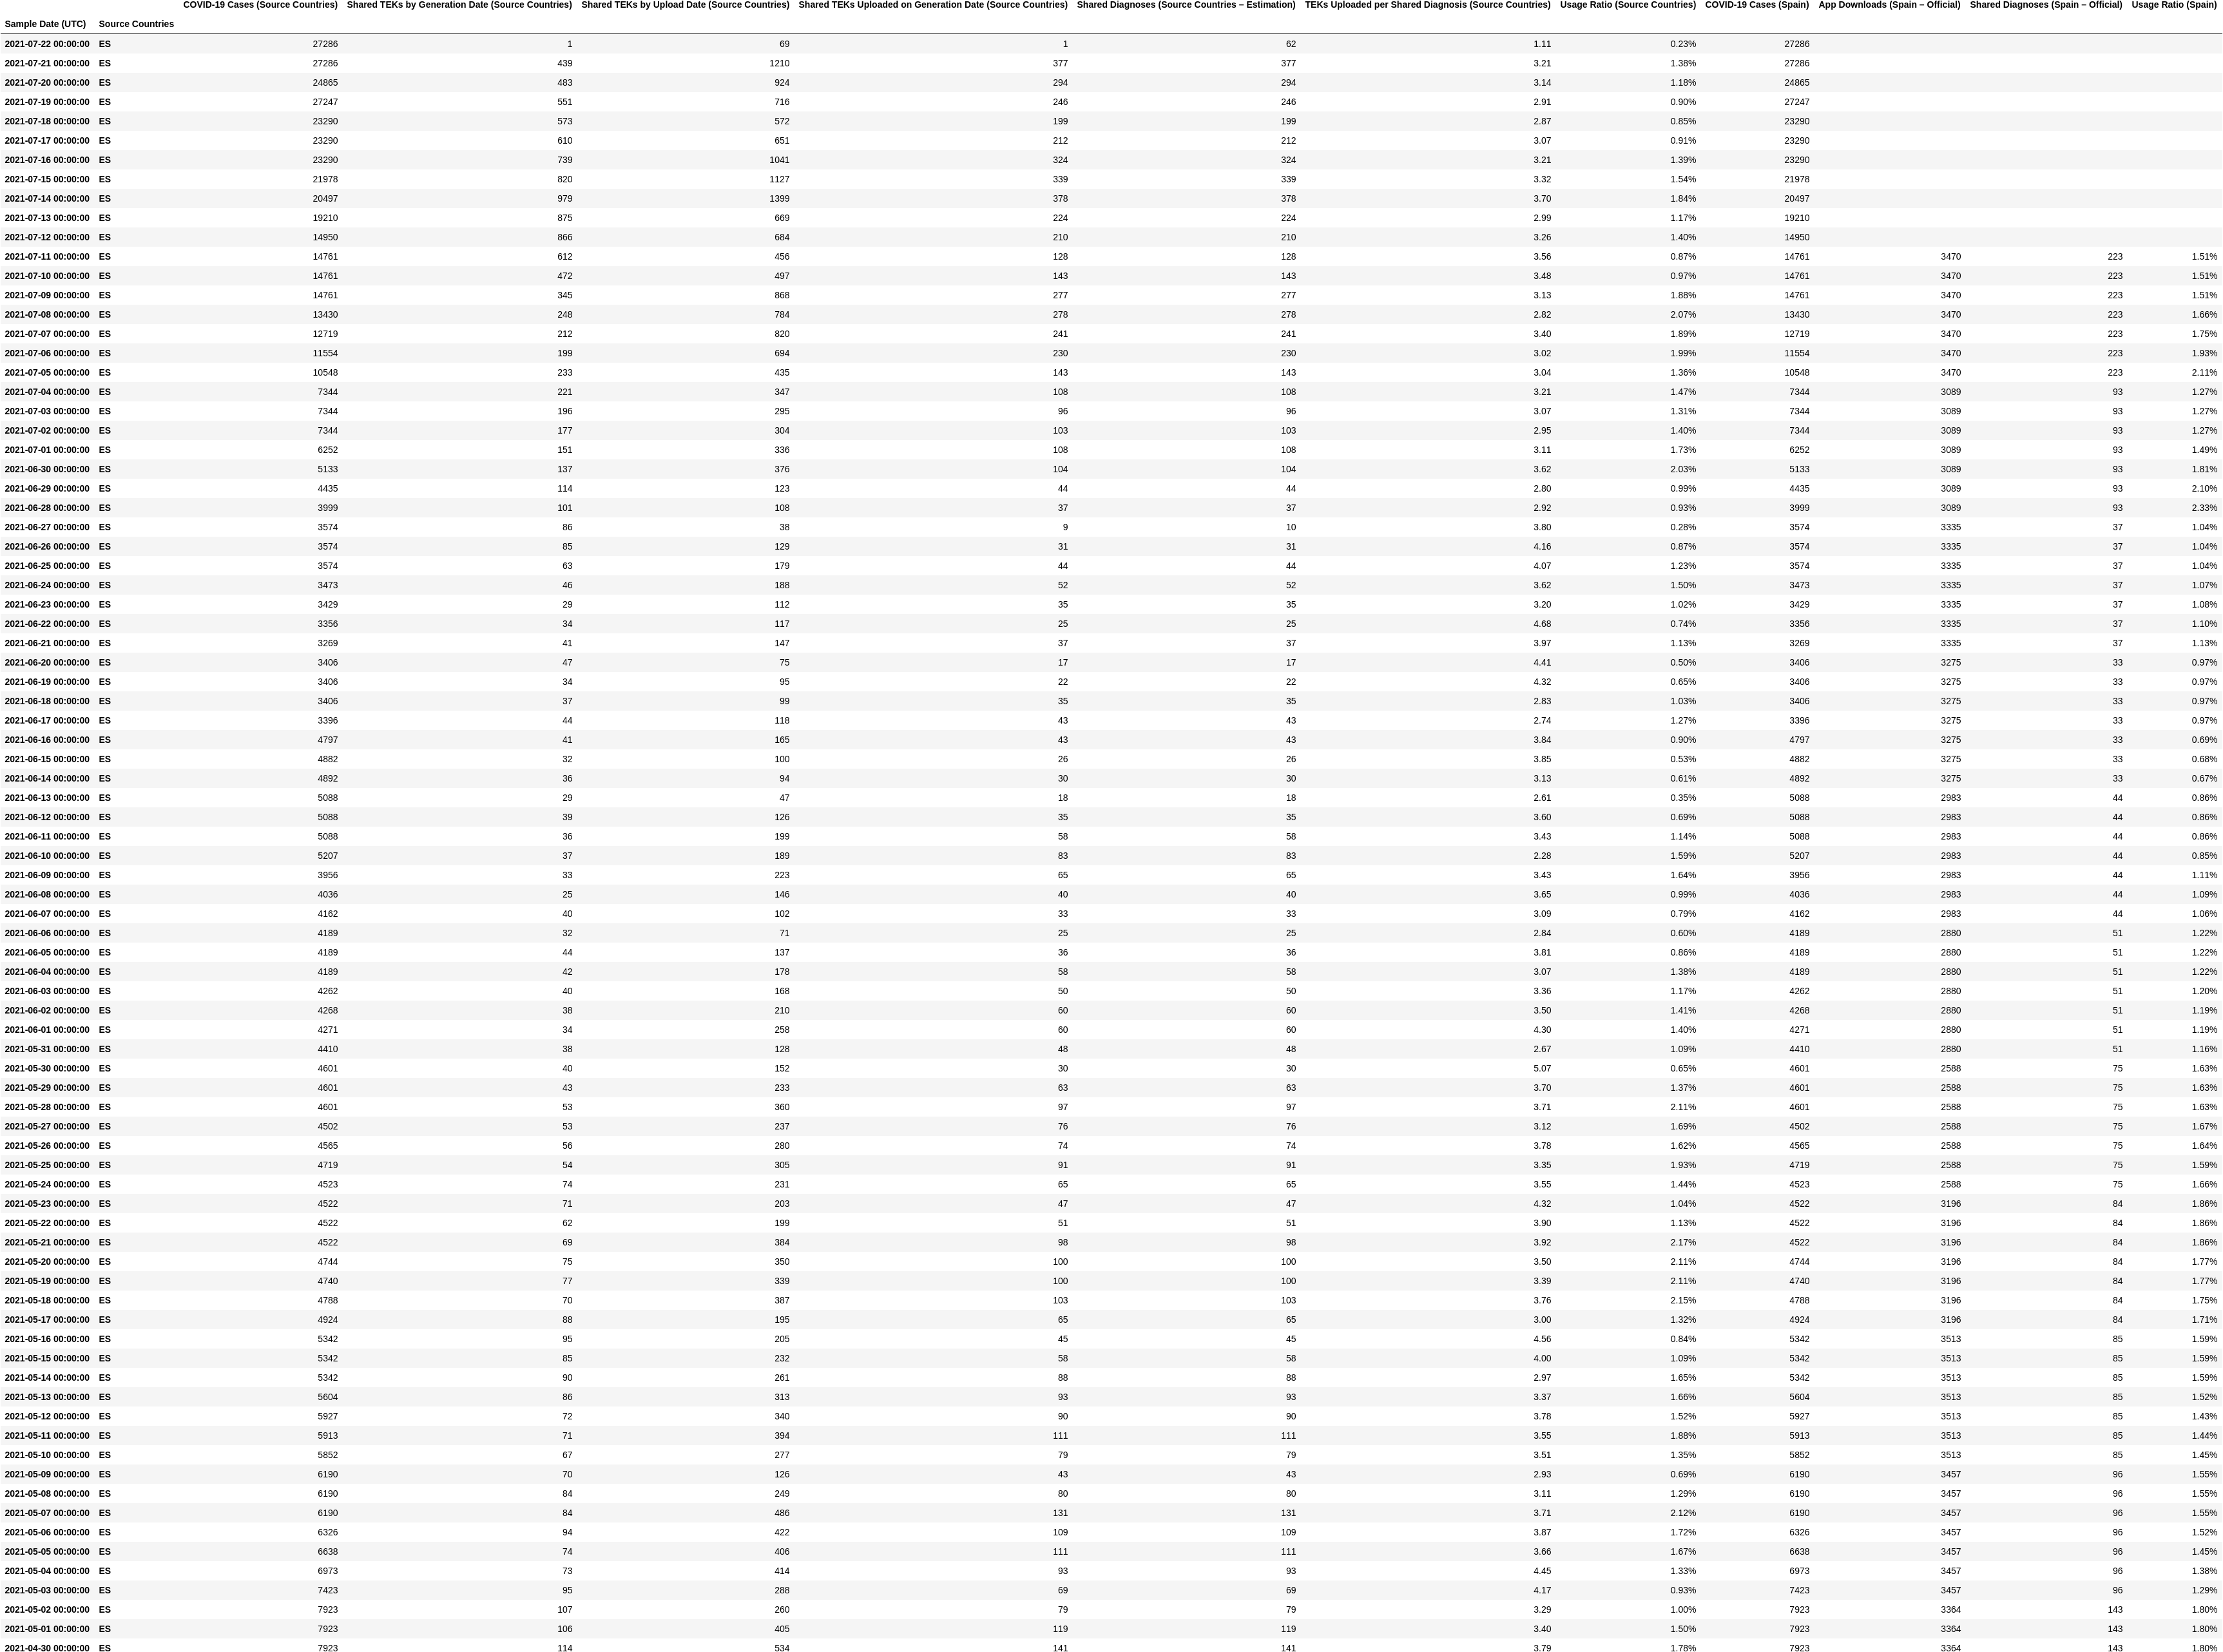 COVID-19 Cases (Source Countries) Shared TEKs by Generation Date (Source Countries) Shared TEKs by Upload Date (Source Countries) Shared TEKs Uploaded on Generation Date (Source Countries) Shared Diagnoses (Source Countries – Estimation) TEKs Uploaded per Shared Diagnosis (Source Countries) Usage Ratio (Source Countries) COVID-19 Cases (Spain) App Downloads (Spain – Official) Shared Diagnoses (Spain – Official) Usage Ratio (Spain)
Sample Date (UTC) Source Countries
2021-07-22 00:00:00 ES 27286 1 69 1 62 1.11 0.23% 27286
2021-07-21 00:00:00 ES 27286 439 1210 377 377 3.21 1.38% 27286
2021-07-20 00:00:00 ES 24865 483 924 294 294 3.14 1.18% 24865
2021-07-19 00:00:00 ES 27247 551 716 246 246 2.91 0.90% 27247
2021-07-18 00:00:00 ES 23290 573 572 199 199 2.87 0.85% 23290
2021-07-17 00:00:00 ES 23290 610 651 212 212 3.07 0.91% 23290
2021-07-16 00:00:00 ES 23290 739 1041 324 324 3.21 1.39% 23290
2021-07-15 00:00:00 ES 21978 820 1127 339 339 3.32 1.54% 21978
2021-07-14 00:00:00 ES 20497 979 1399 378 378 3.70 1.84% 20497
2021-07-13 00:00:00 ES 19210 875 669 224 224 2.99 1.17% 19210
2021-07-12 00:00:00 ES 14950 866 684 210 210 3.26 1.40% 14950
2021-07-11 00:00:00 ES 14761 612 456 128 128 3.56 0.87% 14761 3470 223 1.51%
2021-07-10 00:00:00 ES 14761 472 497 143 143 3.48 0.97% 14761 3470 223 1.51%
2021-07-09 00:00:00 ES 14761 345 868 277 277 3.13 1.88% 14761 3470 223 1.51%
2021-07-08 00:00:00 ES 13430 248 784 278 278 2.82 2.07% 13430 3470 223 1.66%
2021-07-07 00:00:00 ES 12719 212 820 241 241 3.40 1.89% 12719 3470 223 1.75%
2021-07-06 00:00:00 ES 11554 199 694 230 230 3.02 1.99% 11554 3470 223 1.93%
2021-07-05 00:00:00 ES 10548 233 435 143 143 3.04 1.36% 10548 3470 223 2.11%
2021-07-04 00:00:00 ES 7344 221 347 108 108 3.21 1.47% 7344 3089 93 1.27%
2021-07-03 00:00:00 ES 7344 196 295 96 96 3.07 1.31% 7344 3089 93 1.27%
2021-07-02 00:00:00 ES 7344 177 304 103 103 2.95 1.40% 7344 3089 93 1.27%
2021-07-01 00:00:00 ES 6252 151 336 108 108 3.11 1.73% 6252 3089 93 1.49%
2021-06-30 00:00:00 ES 5133 137 376 104 104 3.62 2.03% 5133 3089 93 1.81%
2021-06-29 00:00:00 ES 4435 114 123 44 44 2.80 0.99% 4435 3089 93 2.10%
2021-06-28 00:00:00 ES 3999 101 108 37 37 2.92 0.93% 3999 3089 93 2.33%
2021-06-27 00:00:00 ES 3574 86 38 9 10 3.80 0.28% 3574 3335 37 1.04%
2021-06-26 00:00:00 ES 3574 85 129 31 31 4.16 0.87% 3574 3335 37 1.04%
2021-06-25 00:00:00 ES 3574 63 179 44 44 4.07 1.23% 3574 3335 37 1.04%
2021-06-24 00:00:00 ES 3473 46 188 52 52 3.62 1.50% 3473 3335 37 1.07%
2021-06-23 00:00:00 ES 3429 29 112 35 35 3.20 1.02% 3429 3335 37 1.08%
2021-06-22 00:00:00 ES 3356 34 117 25 25 4.68 0.74% 3356 3335 37 1.10%
2021-06-21 00:00:00 ES 3269 41 147 37 37 3.97 1.13% 3269 3335 37 1.13%
2021-06-20 00:00:00 ES 3406 47 75 17 17 4.41 0.50% 3406 3275 33 0.97%
2021-06-19 00:00:00 ES 3406 34 95 22 22 4.32 0.65% 3406 3275 33 0.97%
2021-06-18 00:00:00 ES 3406 37 99 35 35 2.83 1.03% 3406 3275 33 0.97%
2021-06-17 00:00:00 ES 3396 44 118 43 43 2.74 1.27% 3396 3275 33 0.97%
2021-06-16 00:00:00 ES 4797 41 165 43 43 3.84 0.90% 4797 3275 33 0.69%
2021-06-15 00:00:00 ES 4882 32 100 26 26 3.85 0.53% 4882 3275 33 0.68%
2021-06-14 00:00:00 ES 4892 36 94 30 30 3.13 0.61% 4892 3275 33 0.67%
2021-06-13 00:00:00 ES 5088 29 47 18 18 2.61 0.35% 5088 2983 44 0.86%
2021-06-12 00:00:00 ES 5088 39 126 35 35 3.60 0.69% 5088 2983 44 0.86%
2021-06-11 00:00:00 ES 5088 36 199 58 58 3.43 1.14% 5088 2983 44 0.86%
2021-06-10 00:00:00 ES 5207 37 189 83 83 2.28 1.59% 5207 2983 44 0.85%
2021-06-09 00:00:00 ES 3956 33 223 65 65 3.43 1.64% 3956 2983 44 1.11%
2021-06-08 00:00:00 ES 4036 25 146 40 40 3.65 0.99% 4036 2983 44 1.09%
2021-06-07 00:00:00 ES 4162 40 102 33 33 3.09 0.79% 4162 2983 44 1.06%
2021-06-06 00:00:00 ES 4189 32 71 25 25 2.84 0.60% 4189 2880 51 1.22%
2021-06-05 00:00:00 ES 4189 44 137 36 36 3.81 0.86% 4189 2880 51 1.22%
2021-06-04 00:00:00 ES 4189 42 178 58 58 3.07 1.38% 4189 2880 51 1.22%
2021-06-03 00:00:00 ES 4262 40 168 50 50 3.36 1.17% 4262 2880 51 1.20%
2021-06-02 00:00:00 ES 4268 38 210 60 60 3.50 1.41% 4268 2880 51 1.19%
2021-06-01 00:00:00 ES 4271 34 258 60 60 4.30 1.40% 4271 2880 51 1.19%
2021-05-31 00:00:00 ES 4410 38 128 48 48 2.67 1.09% 4410 2880 51 1.16%
2021-05-30 00:00:00 ES 4601 40 152 30 30 5.07 0.65% 4601 2588 75 1.63%
2021-05-29 00:00:00 ES 4601 43 233 63 63 3.70 1.37% 4601 2588 75 1.63%
2021-05-28 00:00:00 ES 4601 53 360 97 97 3.71 2.11% 4601 2588 75 1.63%
2021-05-27 00:00:00 ES 4502 53 237 76 76 3.12 1.69% 4502 2588 75 1.67%
2021-05-26 00:00:00 ES 4565 56 280 74 74 3.78 1.62% 4565 2588 75 1.64%
2021-05-25 00:00:00 ES 4719 54 305 91 91 3.35 1.93% 4719 2588 75 1.59%
2021-05-24 00:00:00 ES 4523 74 231 65 65 3.55 1.44% 4523 2588 75 1.66%
2021-05-23 00:00:00 ES 4522 71 203 47 47 4.32 1.04% 4522 3196 84 1.86%
2021-05-22 00:00:00 ES 4522 62 199 51 51 3.90 1.13% 4522 3196 84 1.86%
2021-05-21 00:00:00 ES 4522 69 384 98 98 3.92 2.17% 4522 3196 84 1.86%
2021-05-20 00:00:00 ES 4744 75 350 100 100 3.50 2.11% 4744 3196 84 1.77%
2021-05-19 00:00:00 ES 4740 77 339 100 100 3.39 2.11% 4740 3196 84 1.77%
2021-05-18 00:00:00 ES 4788 70 387 103 103 3.76 2.15% 4788 3196 84 1.75%
2021-05-17 00:00:00 ES 4924 88 195 65 65 3.00 1.32% 4924 3196 84 1.71%
2021-05-16 00:00:00 ES 5342 95 205 45 45 4.56 0.84% 5342 3513 85 1.59%
2021-05-15 00:00:00 ES 5342 85 232 58 58 4.00 1.09% 5342 3513 85 1.59%
2021-05-14 00:00:00 ES 5342 90 261 88 88 2.97 1.65% 5342 3513 85 1.59%
2021-05-13 00:00:00 ES 5604 86 313 93 93 3.37 1.66% 5604 3513 85 1.52%
2021-05-12 00:00:00 ES 5927 72 340 90 90 3.78 1.52% 5927 3513 85 1.43%
2021-05-11 00:00:00 ES 5913 71 394 111 111 3.55 1.88% 5913 3513 85 1.44%
2021-05-10 00:00:00 ES 5852 67 277 79 79 3.51 1.35% 5852 3513 85 1.45%
2021-05-09 00:00:00 ES 6190 70 126 43 43 2.93 0.69% 6190 3457 96 1.55%
2021-05-08 00:00:00 ES 6190 84 249 80 80 3.11 1.29% 6190 3457 96 1.55%
2021-05-07 00:00:00 ES 6190 84 486 131 131 3.71 2.12% 6190 3457 96 1.55%
2021-05-06 00:00:00 ES 6326 94 422 109 109 3.87 1.72% 6326 3457 96 1.52%
2021-05-05 00:00:00 ES 6638 74 406 111 111 3.66 1.67% 6638 3457 96 1.45%
2021-05-04 00:00:00 ES 6973 73 414 93 93 4.45 1.33% 6973 3457 96 1.38%
2021-05-03 00:00:00 ES 7423 95 288 69 69 4.17 0.93% 7423 3457 96 1.29%
2021-05-02 00:00:00 ES 7923 107 260 79 79 3.29 1.00% 7923 3364 143 1.80%
2021-05-01 00:00:00 ES 7923 106 405 119 119 3.40 1.50% 7923 3364 143 1.80%
2021-04-30 00:00:00 ES 7923 114 534 141 141 3.79 1.78% 7923 3364 143 1.80%